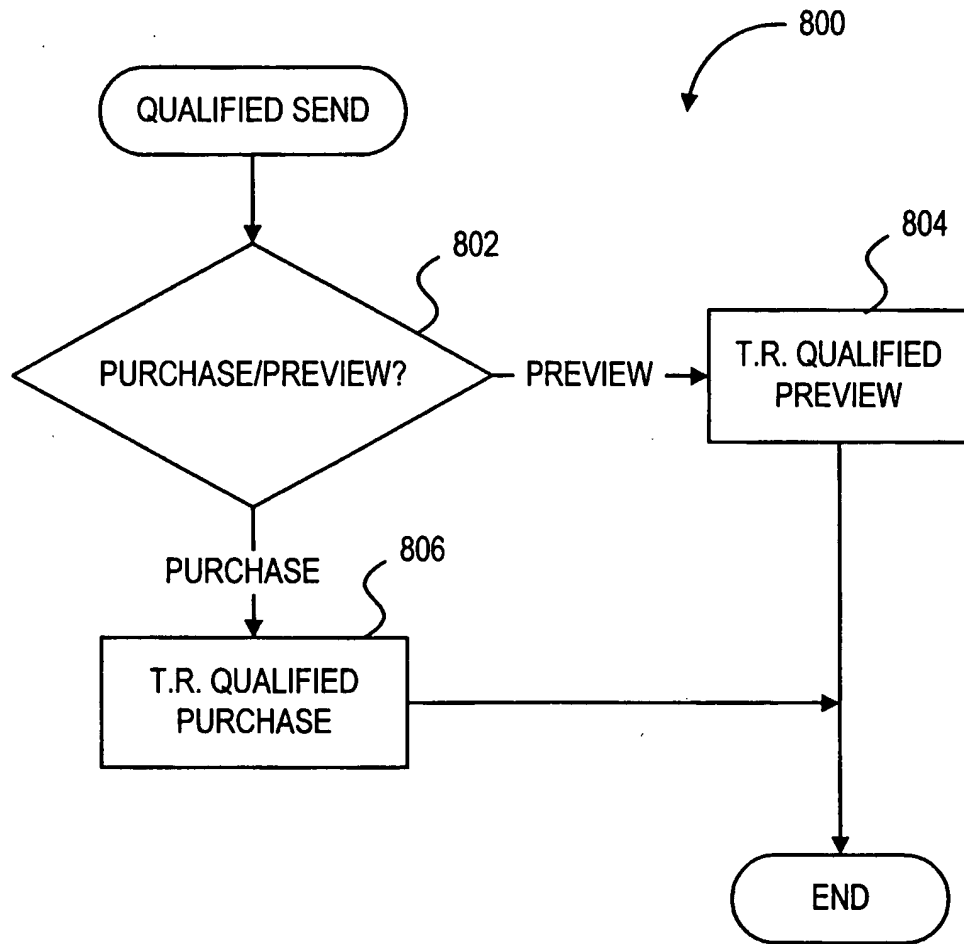 800
QUALIFIED SEND
802
804
PURCHASE/PREVIEW?
PREVIEW
T.R. QUALIFIED
PREVIEW
PURCHASE
806
T.R. QUALIFIED
PURCHASE
END